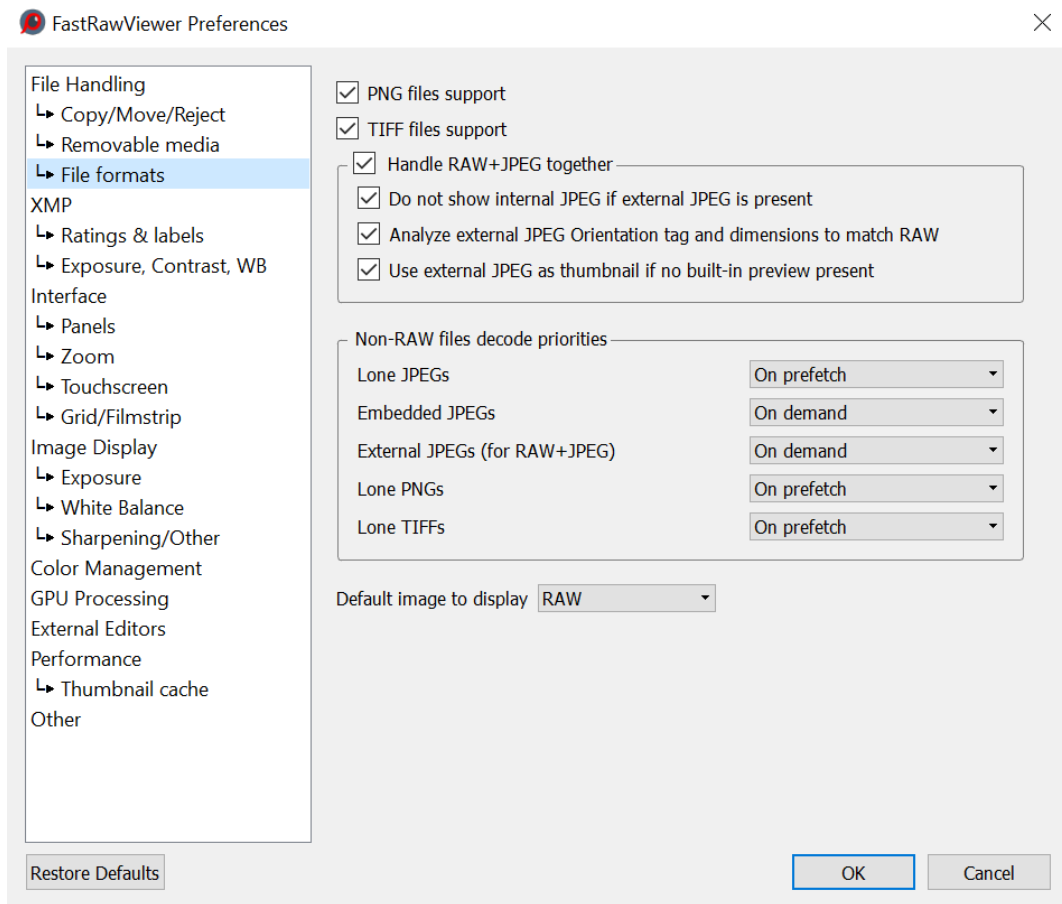 FastRawViewer Preferences
File Handling
Copy/Move/Reject
Removable media
File formats
XMP
Ratings & labels
Exposure, Contrast, WB
Interface
Panels
Zoom
Touchscreen
Grid/Filmstrip
Image Display
Exposure
White Balance
Sharpening/Other
Color Management
GPU Processing
External Editors
Performance
Thumbnail cache
Other
PNG files support
TIFF files support
Handle RAW+JPEG together
Do not show internal JPEG if external JPEG is present
Analyze external JPEG Orientation tag and dimensions to match RAW
Use external JPEG as thumbnail if no built-in preview present
Non-RAW files decode priorities
Lone JPEGs On prefetch
Embedded JPEGs On demand
External JPEGs (for RAW+JPEG) On demand
Lone PNGs On prefetch
Lone TIFFs On prefetch
Default image to display RAW
Restore Defaults OK Cancel